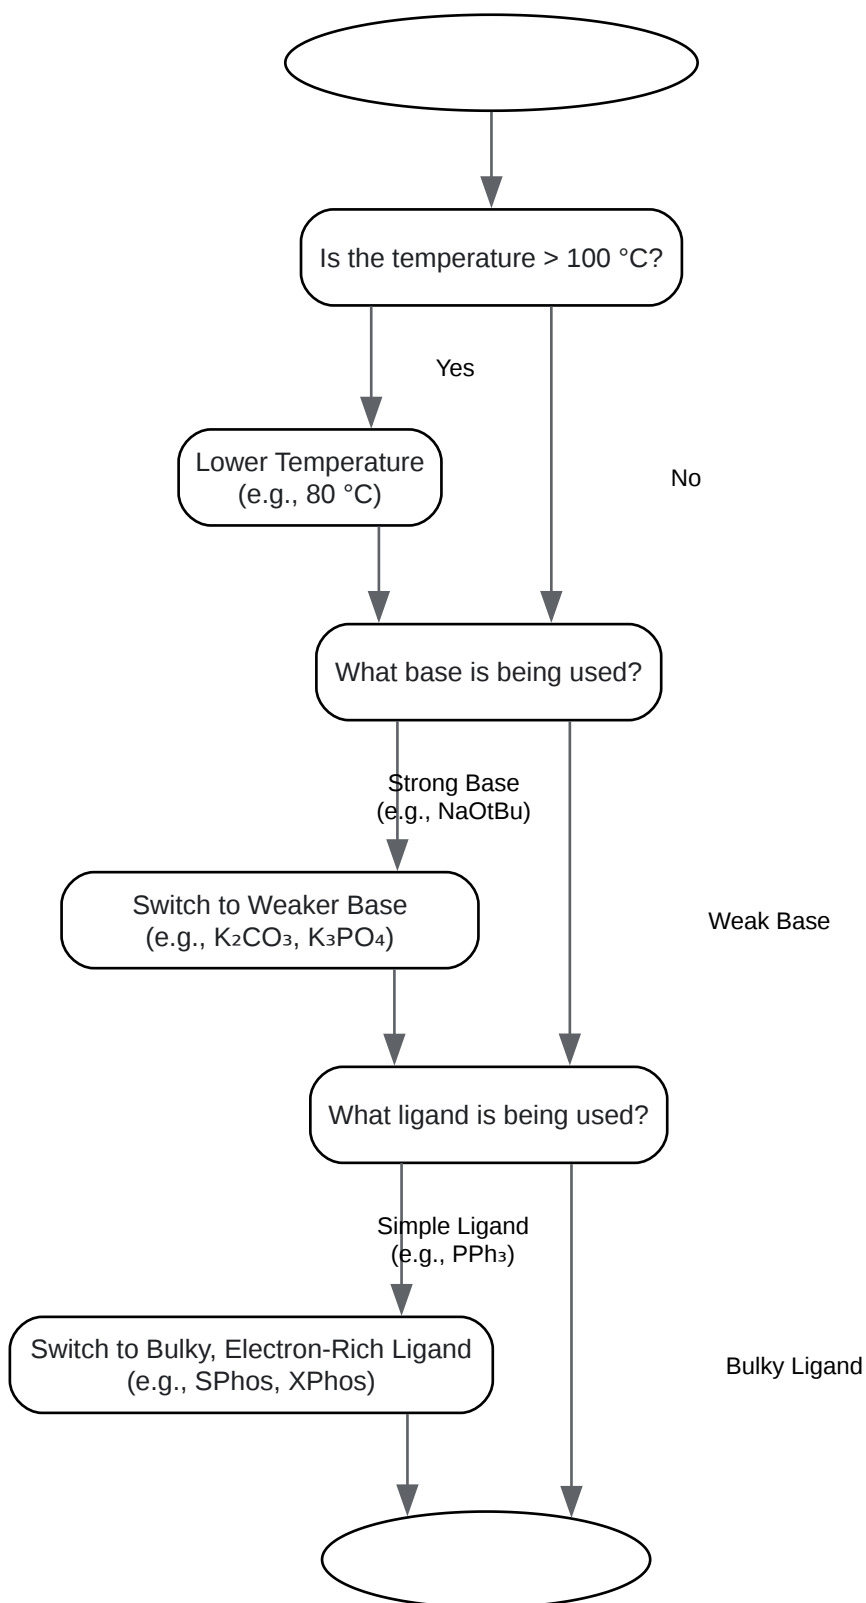 Is the temperature > 100 °C?
Yes
Lower Temperature
(e.g., 80 °C)
No
What base is being used?
Strong Base
(e.g., NaOtBu)
Switch to Weaker Base
(e.g., K₂CO₃, K₃PO₄)
Weak Base
What ligand is being used?
Simple Ligand
(e.g., PPh₃)
Switch to Bulky, Electron-Rich Ligand
(e.g., SPhos, XPhos)
Bulky Ligand